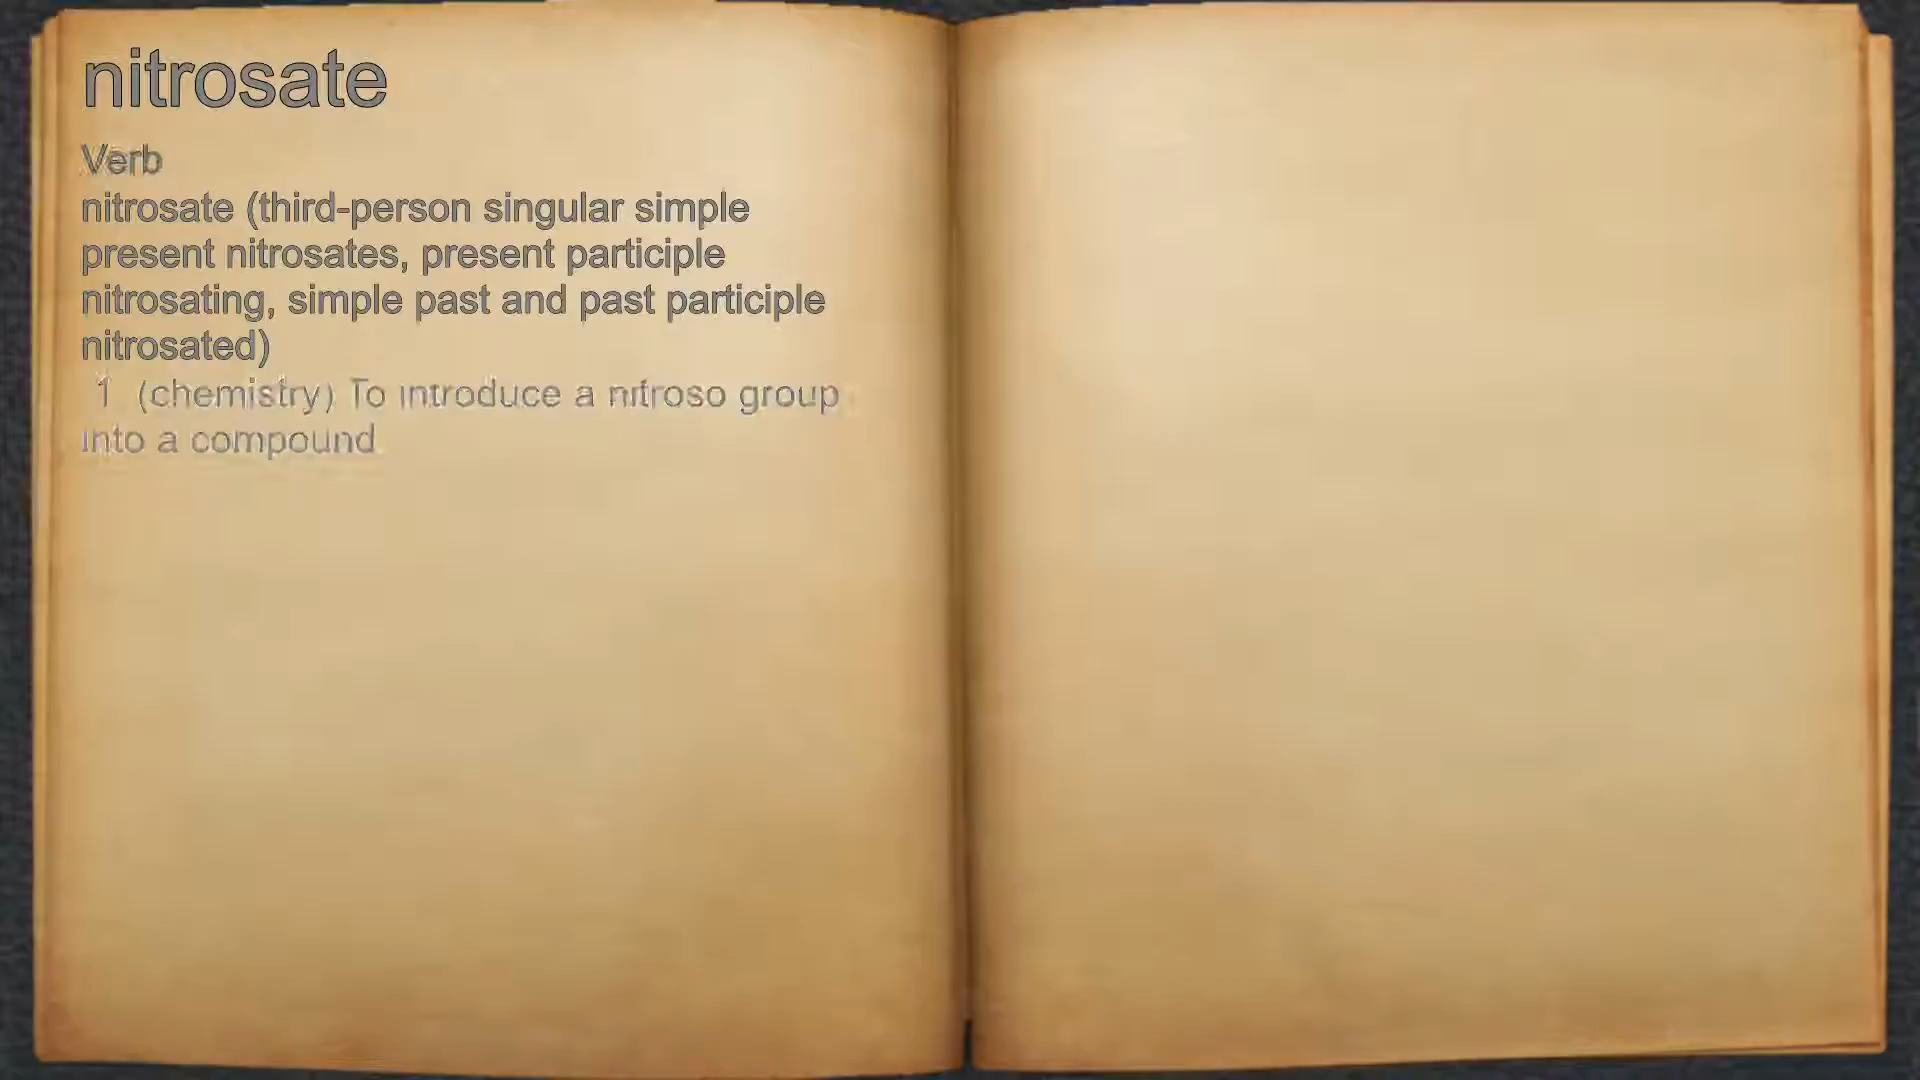 nitrosate
Verb
nitrosate (third-person singular simple
present nitrosates, present participle
nitrosating, simple past and past participle
nitrosated)
1 (chemistry) To introduce a nitroso group
into a compound